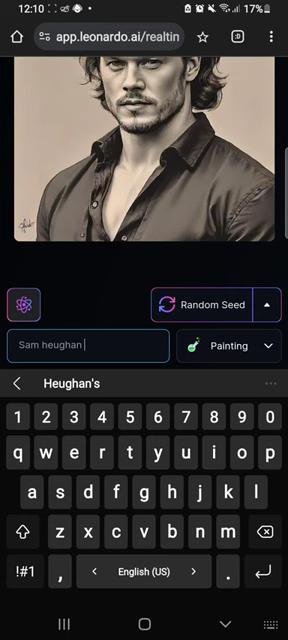 12:10
17%
app.leonardo.ai/realtin
:D
Random Seed
Sam heughan
Painting
Heughan's
1 2 3 4 5 6 7 8 9 0
q w e r t y u i o p
a s d f g h j k l
z x c v b n m
!#1 , < English (US) > .